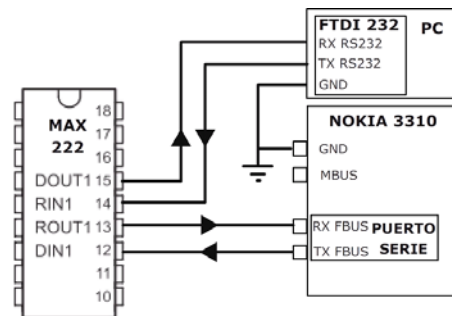 FTDI 232
PC
RX RS232
TX RS232
GND
MAX
222
18
17
16
DOUT1 15
RIN1 14
ROUT1 13
DIN1 12
11
10
NOKIA 3310
GND
MBUS
RX FBUS PUERTO
TX FBUS SERIE